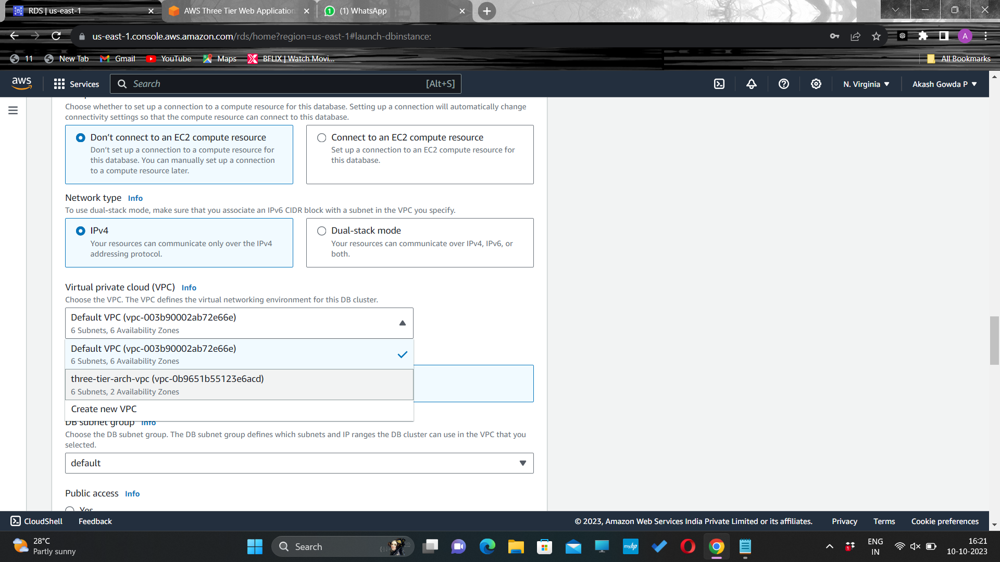 RDS | us-east-1
AWS Three Tier Web Application
(1) WhatsApp
us-east-1.console.aws.amazon.com/rds/home?region=us-east-1#launch-dbinstance:
A
11
New Tab
Gmail
YouTube
Maps
BFLIX | Watch Movi...
All Bookmarks
aws
Services
Search
[Alt+S]
N. Virginia
Akash Gowda P
Choose whether to set up a connection to a compute resource for this database. Setting up a connection will automatically change
connectivity settings so that the compute resource can connect to this database.
Don't connect to an EC2 compute resource
Don't set up a connection to a compute resource for
this database. You can manually set up a connection
to a compute resource later.
Connect to an EC2 compute resource
Set up a connection to an EC2 compute resource for
this database.
Network type Info
To use dual-stack mode, make sure that you associate an IPv6 CIDR block with a subnet in the VPC you specify.
IPv4
Your resources can communicate only over the IPv4
addressing protocol.
Dual-stack mode
Your resources can communicate over IPv4, IPv6, or
both.
Virtual private cloud (VPC) Info
Choose the VPC. The VPC defines the virtual networking environment for this DB cluster.
Default VPC (vpc-003b90002ab72e66e)
6 Subnets, 6 Availability Zones
Default VPC (vpc-003b90002ab72e66e)
6 Subnets, 6 Availability Zones
three-tier-arch-vpc (vpc-0b9651b55123e6acd)
6 Subnets, 2 Availability Zones
Create new VPC
DB subnet group Info
Choose the DB subnet group. The DB subnet group defines which subnets and IP ranges the DB cluster can use in the VPC that you
selected.
default
Public access Info
Yes
CloudShell
Feedback
© 2023, Amazon Web Services India Private Limited or its affiliates.
Privacy
Terms
Cookie preferences
28°C
Partly sunny
Search
myhp
1
ENG
IN
16:21
10-10-2023